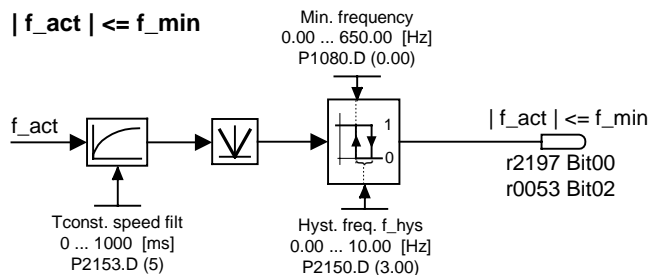 | f_act | <= f_min
Min. frequency
0.00 ... 650.00 [Hz]
P1080.D (0.00)
f_act
1
0
| f_act | <= f_min
r2197 Bit00
r0053 Bit02
Tconst. speed filt
0 ... 1000 [ms]
P2153.D (5)
Hyst. freq. f_hys
0.00 ... 10.00 [Hz]
P2150.D (3.00)